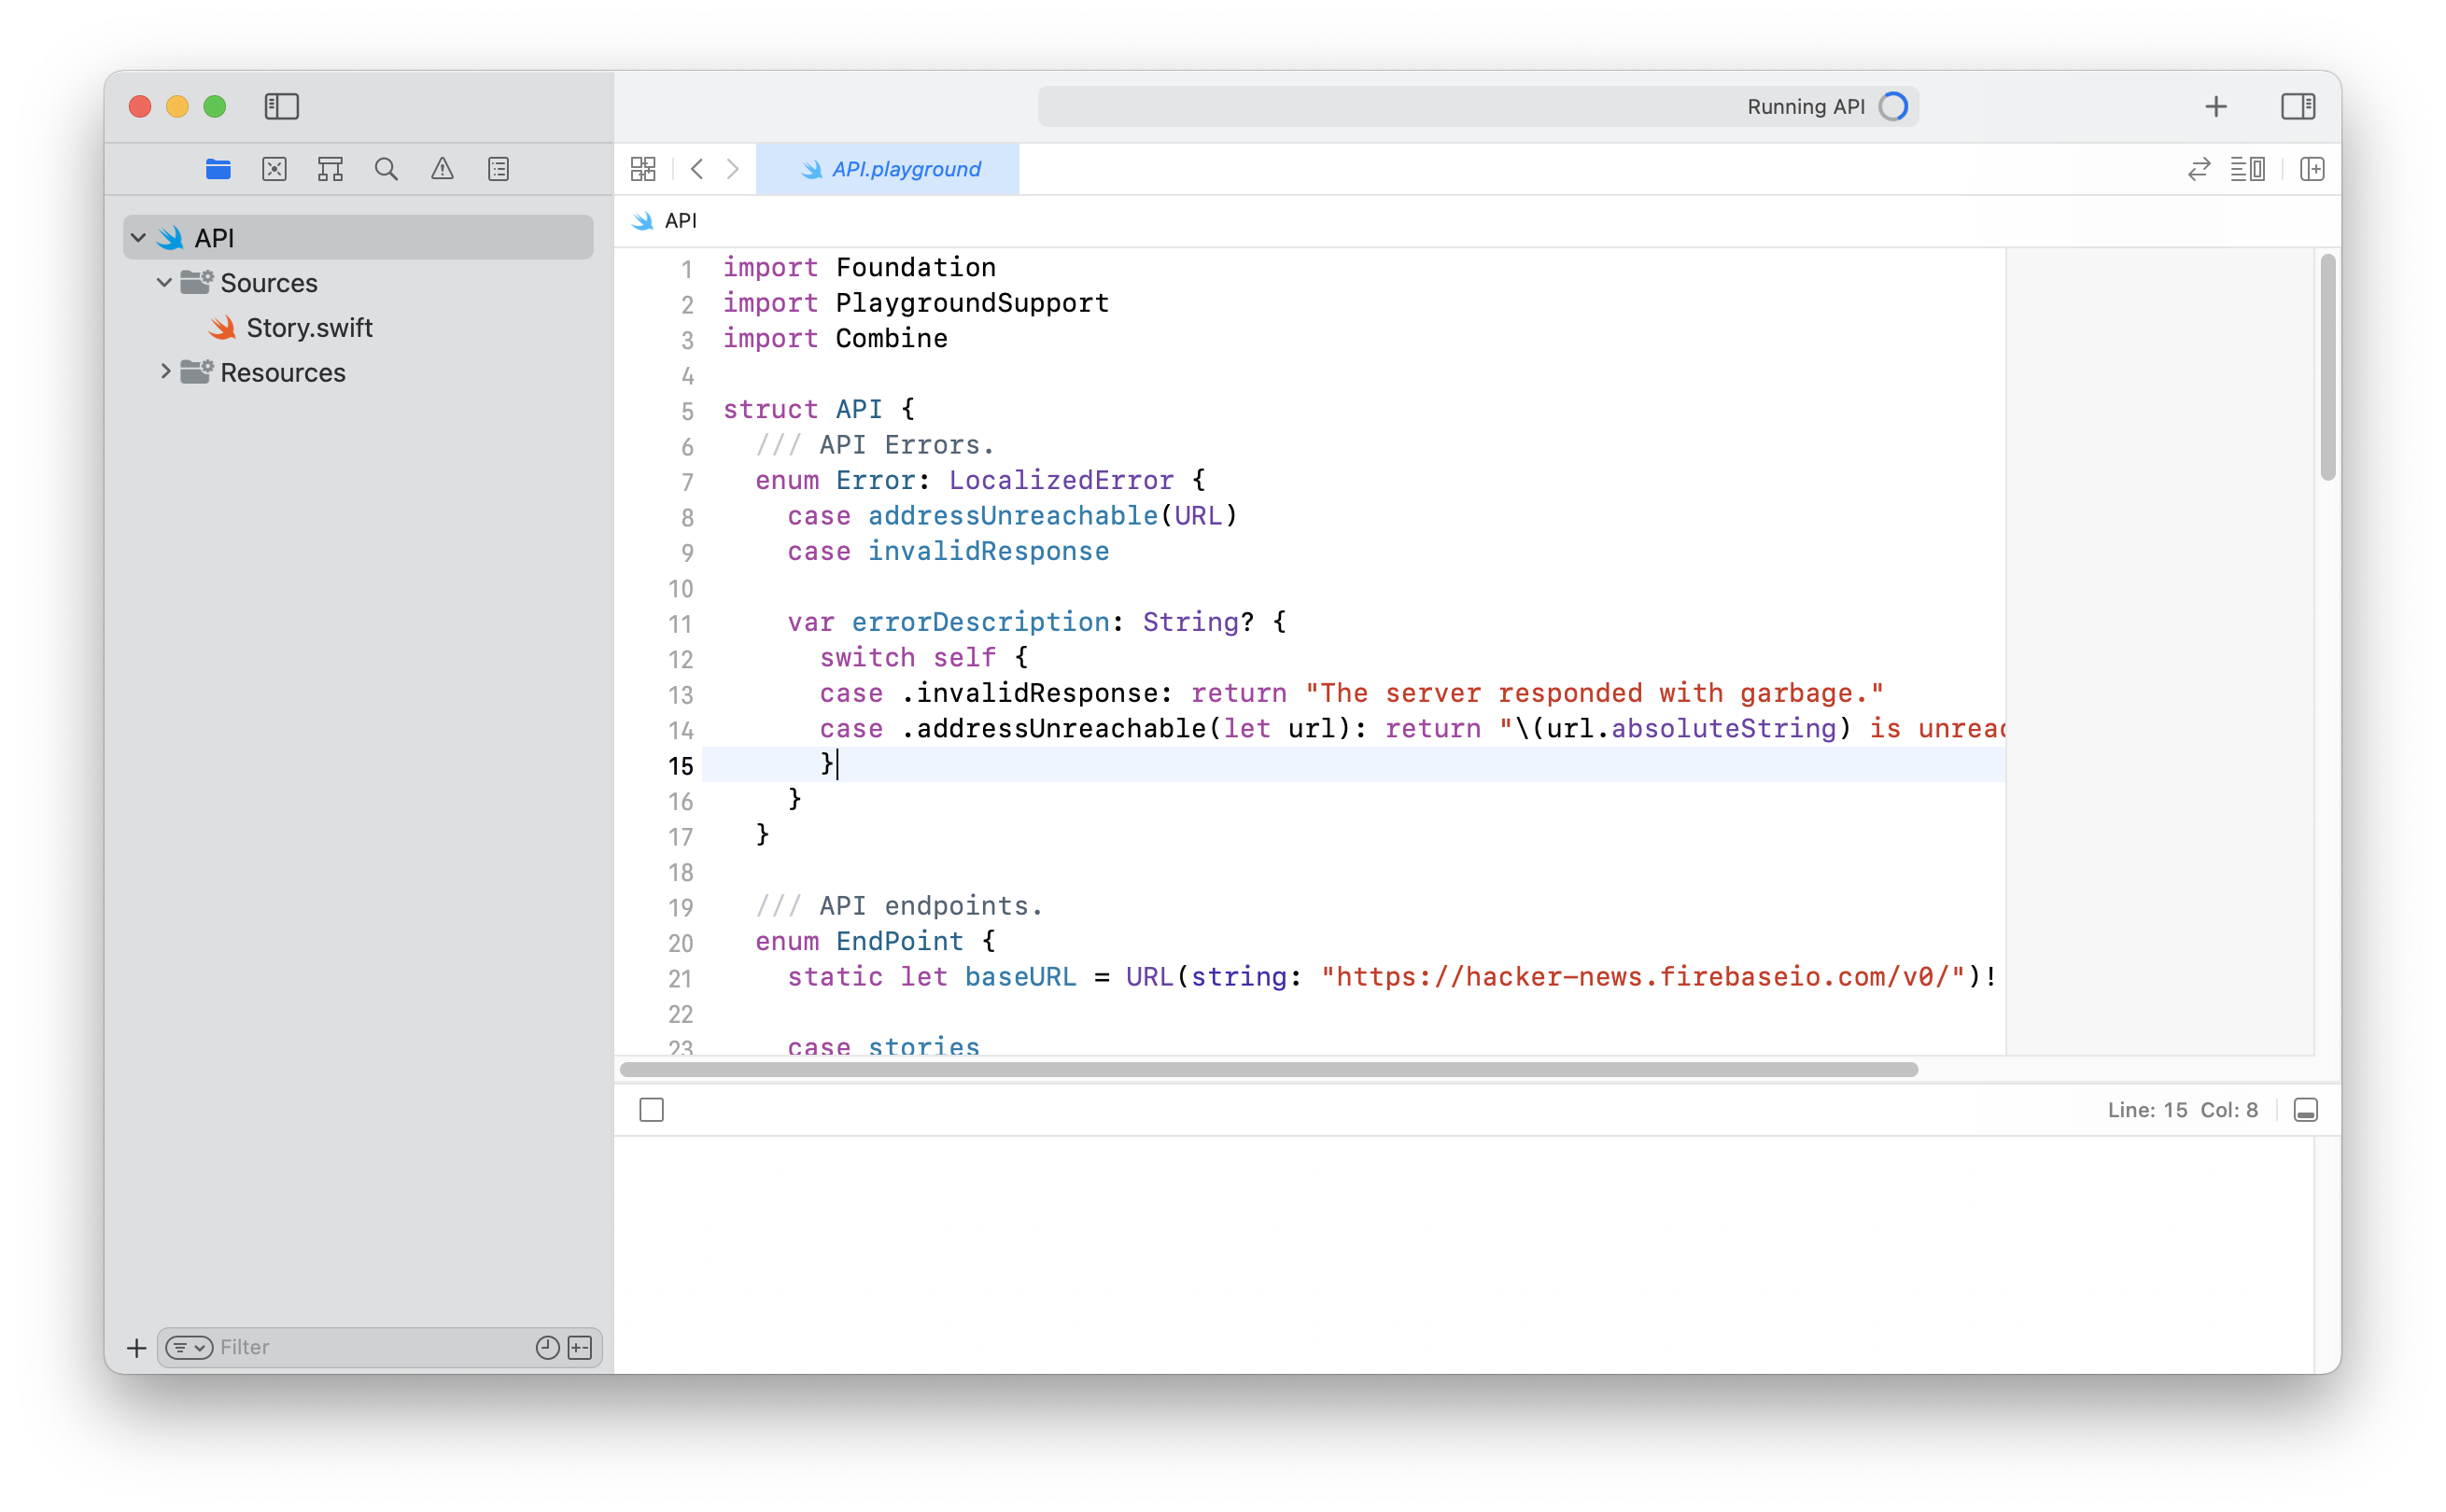 Running API
API.playground
API
Sources
Story.swift
Resources
API
1 import Foundation
2 import PlaygroundSupport
3 import Combine
4
5 struct API {
6 /// API Errors.
7 enum Error: LocalizedError {
8 case addressUnreachable(URL)
9 case invalidResponse
10
11 var errorDescription: String? {
12 switch self {
13 case .invalidResponse: return "The server responded with garbage."
14 case .addressUnreachable(let url): return "\(url.absoluteString) is
15 }
16 }
17 }
18
19 /// API endpoints.
20 enum EndPoint {
21 static let baseURL = URL(string: "https://hacker-news.firebaseio.com/v0/")!
22
23 case stories
Line: 15 Col: 8
Filter